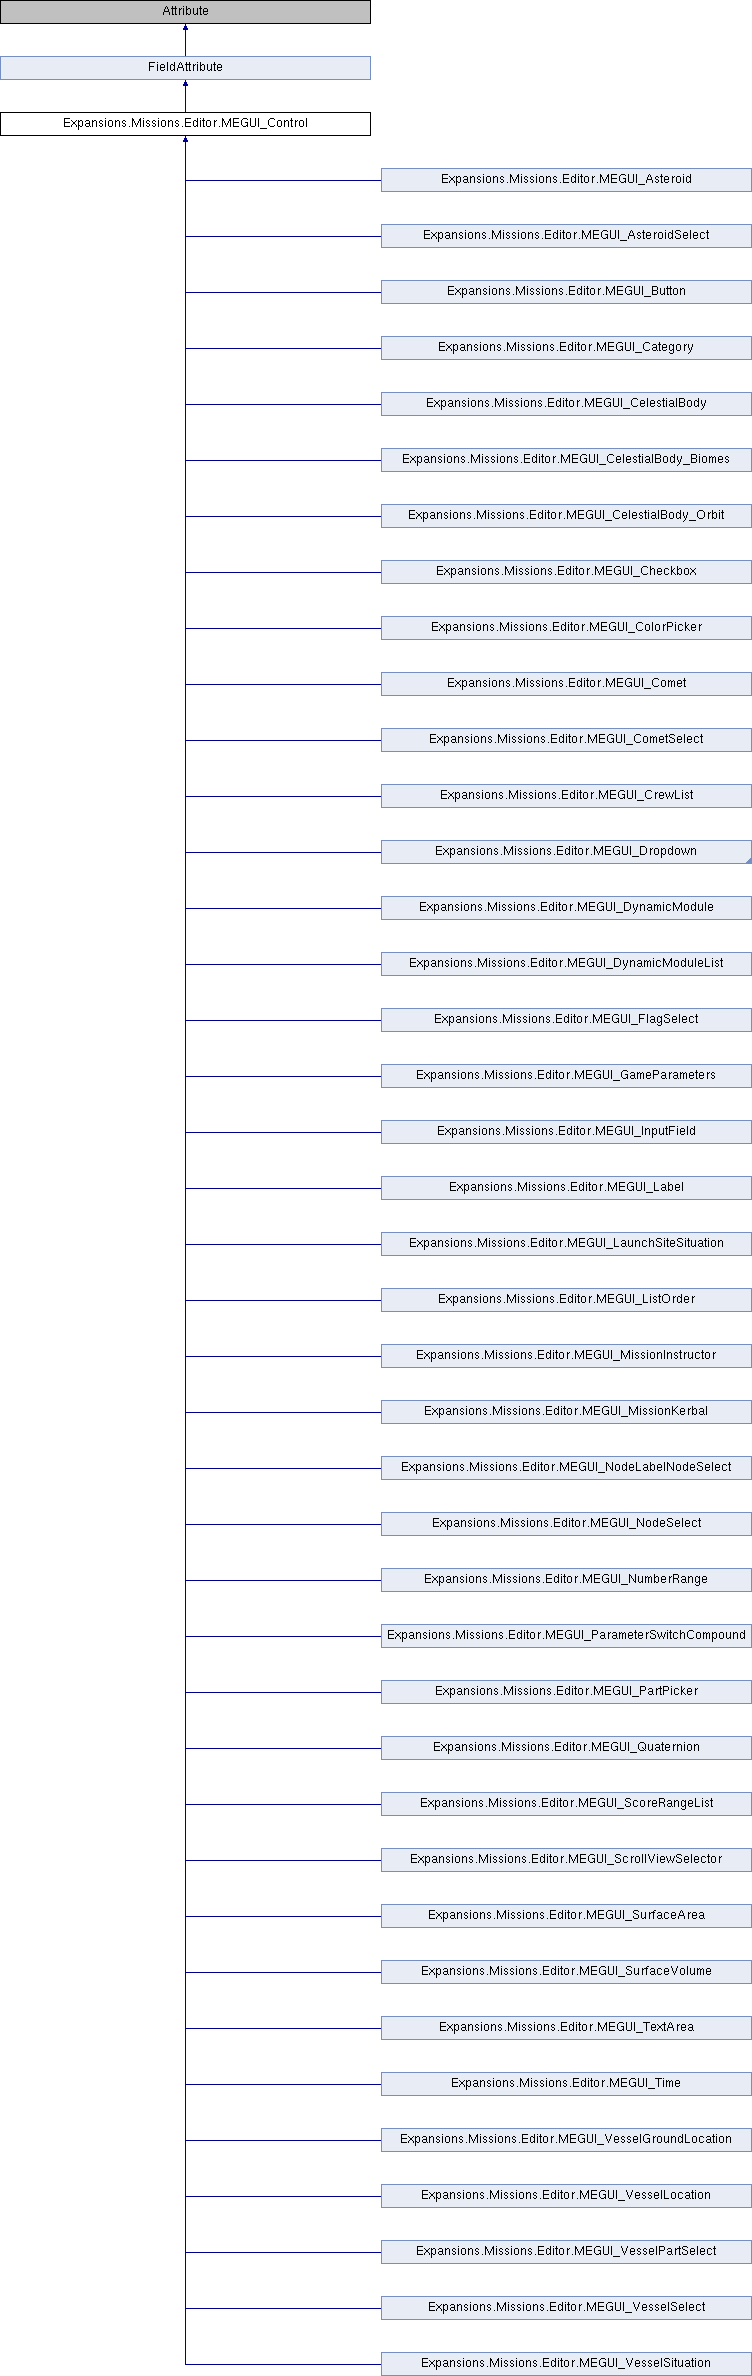 Attribute
FieldAttribute
Expansions.Missions.Editor.MEGUI_Control
Expansions.Missions.Editor.MEGUI_Asteroid
Expansions.Missions.Editor.MEGUI_AsteroidSelect
Expansions.Missions.Editor.MEGUI_Button
Expansions.Missions.Editor.MEGUI_Category
Expansions.Missions.Editor.MEGUI_CelestialBody
Expansions.Missions.Editor.MEGUI_CelestialBody_Biomes
Expansions.Missions.Editor.MEGUI_CelestialBody_Orbit
Expansions.Missions.Editor.MEGUI_Checkbox
Expansions.Missions.Editor.MEGUI_ColorPicker
Expansions.Missions.Editor.MEGUI_Comet
Expansions.Missions.Editor.MEGUI_CometSelect
Expansions.Missions.Editor.MEGUI_CrewList
Expansions.Missions.Editor.MEGUI_Dropdown
Expansions.Missions.Editor.MEGUI_DynamicModule
Expansions.Missions.Editor.MEGUI_DynamicModuleList
Expansions.Missions.Editor.MEGUI_FlagSelect
Expansions.Missions.Editor.MEGUI_GameParameters
Expansions.Missions.Editor.MEGUI_InputField
Expansions.Missions.Editor.MEGUI_Label
Expansions.Missions.Editor.MEGUI_LaunchSiteSituation
Expansions.Missions.Editor.MEGUI_ListOrder
Expansions.Missions.Editor.MEGUI_MissionInstructor
Expansions.Missions.Editor.MEGUI_MissionKerbal
Expansions.Missions.Editor.MEGUI_NodeLabelNodeSelect
Expansions.Missions.Editor.MEGUI_NodeSelect
Expansions.Missions.Editor.MEGUI_NumberRange
Expansions.Missions.Editor.MEGUI_ParameterSwitchCompound
Expansions.Missions.Editor.MEGUI_PartPicker
Expansions.Missions.Editor.MEGUI_Quaternion
Expansions.Missions.Editor.MEGUI_ScoreRangeList
Expansions.Missions.Editor.MEGUI_ScrollViewSelector
Expansions.Missions.Editor.MEGUI_SurfaceArea
Expansions.Missions.Editor.MEGUI_SurfaceVolume
Expansions.Missions.Editor.MEGUI_TextArea
Expansions.Missions.Editor.MEGUI_Time
Expansions.Missions.Editor.MEGUI_VesselGroundLocation
Expansions.Missions.Editor.MEGUI_VesselLocation
Expansions.Missions.Editor.MEGUI_VesselPartSelect
Expansions.Missions.Editor.MEGUI_VesselSelect
Expansions.Missions.Editor.MEGUI_VesselSituation